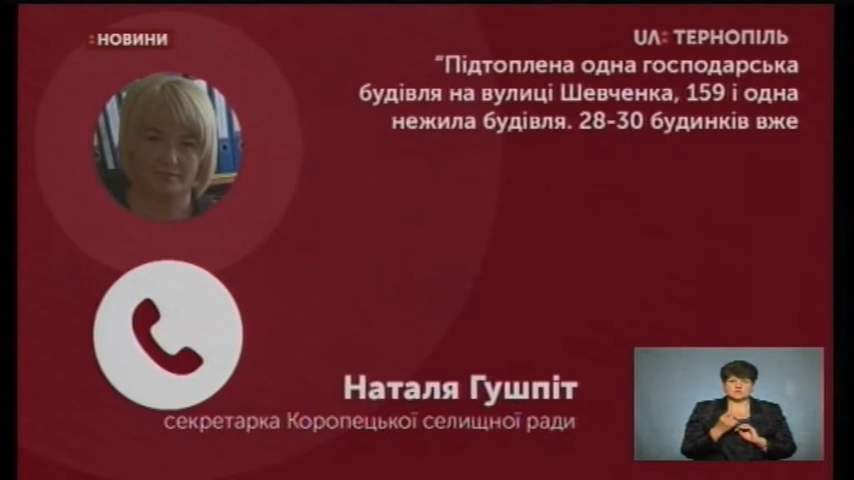 :НОВИНИ
UA: ТЕРНОПІЛЬ
“Підтоплена одна господарська
будівля на вулиці Шевченка, 159 і одна
нежила будівля. 28-30 будинків вже
Наталя Гушпіт
секретарка Коропецької селищної ради